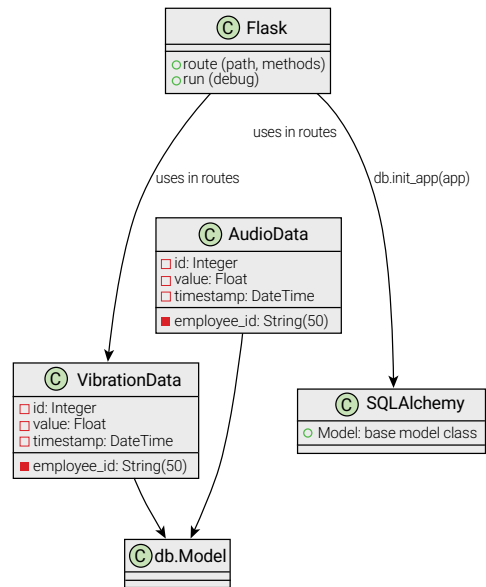 C Flask
route (path, methods)
run (debug)
uses in routes
uses in routes
db.init_app(app)
C AudioData
id: Integer
value: Float
timestamp: DateTime
employee_id: String(50)
C VibrationData
id: Integer
value: Float
timestamp: DateTime
employee_id: String(50)
C SQLAlchemy
Model: base model class
C db.Model